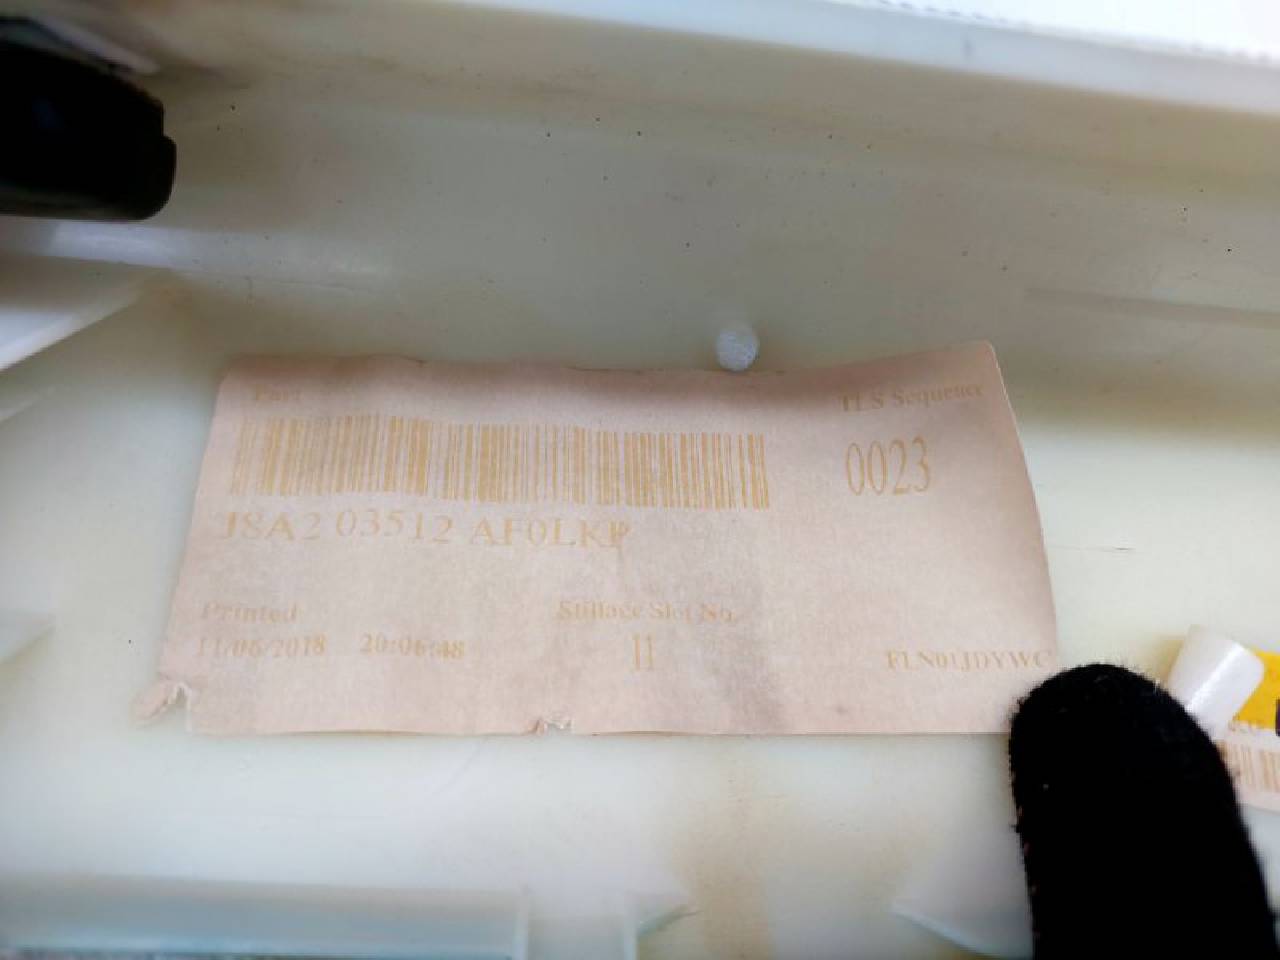 Part
TLS Sequence
0023
J8A2 03512 AF0LKP
Printed
Stillage Slot No.
11/06/2018 20:06:48
11
FLN01JDYWC